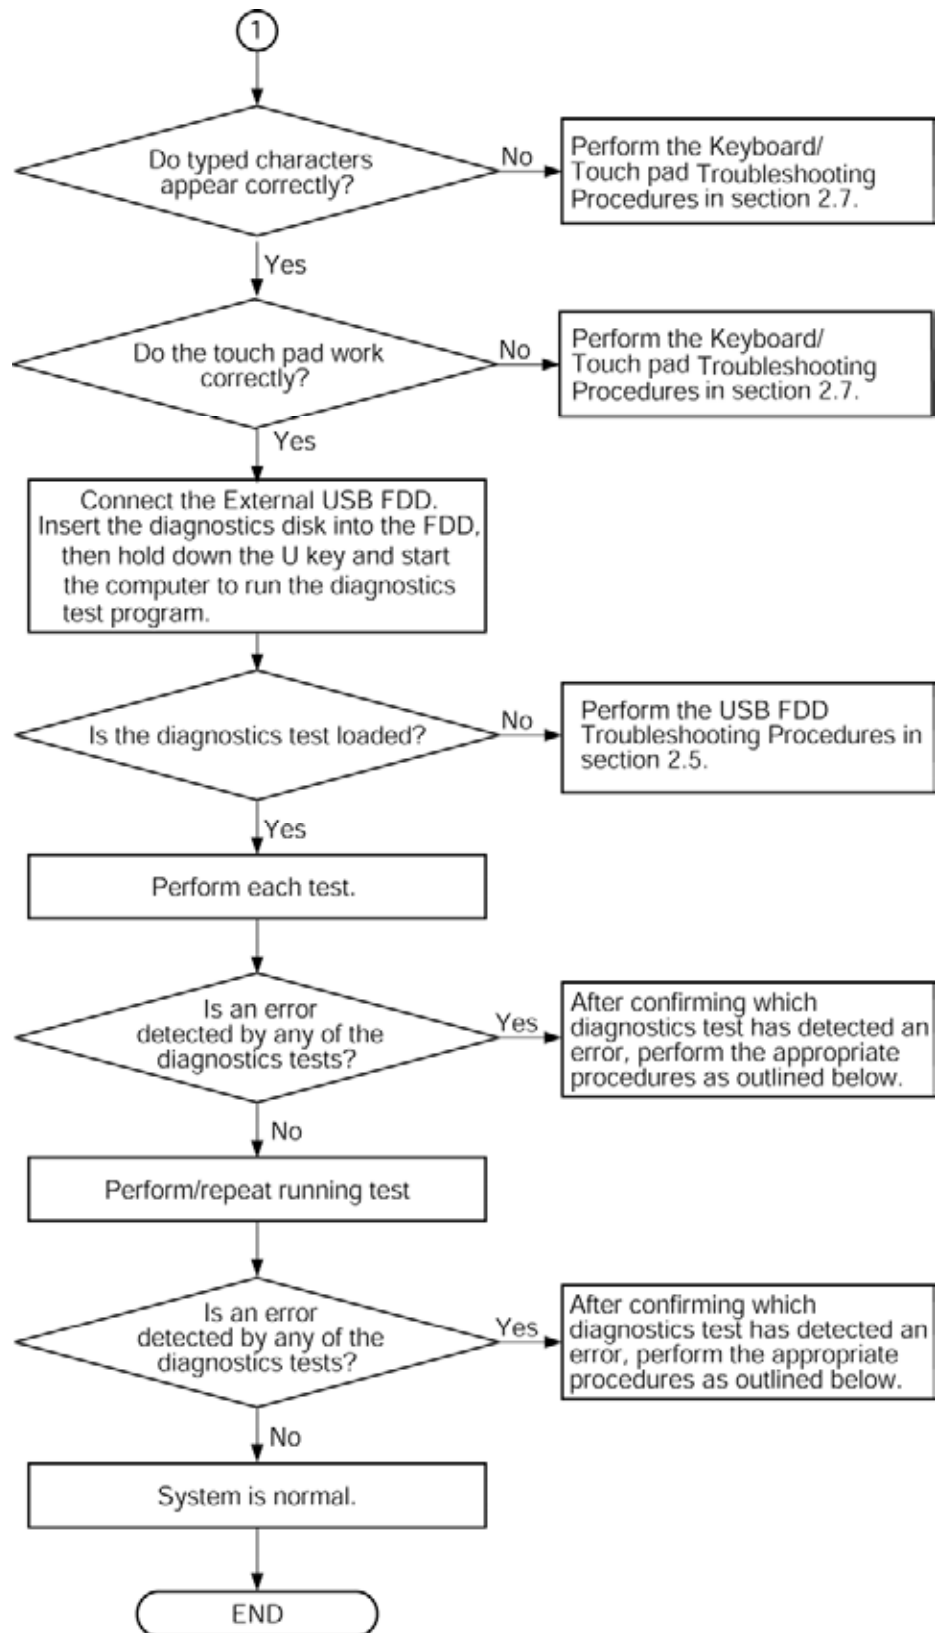 1
Do typed characters
appear correctly?
No
Perform the Keyboard/
Touch pad Troubleshooting
Procedures in section 2.7.
Yes
Do the touch pad work
correctly?
No
Perform the Keyboard/
Touch pad Troubleshooting
Procedures in section 2.7.
Yes
Connect the External USB FDD.
Insert the diagnostics disk into the FDD,
then hold down the U key and start
the computer to run the diagnostics
test program.
Is the diagnostics test loaded?
No
Perform the USB FDD
Troubleshooting Procedures in
section 2.5.
Yes
Perform each test.
Is an error
detected by any of the
diagnostics tests?
Yes
After confirming which
diagnostics test has detected an
error, perform the appropriate
procedures as outlined below.
No
Perform/repeat running test
Is an error
detected by any of the
diagnostics tests?
Yes
After confirming which
diagnostics test has detected an
error, perform the appropriate
procedures as outlined below.
No
System is normal.
END